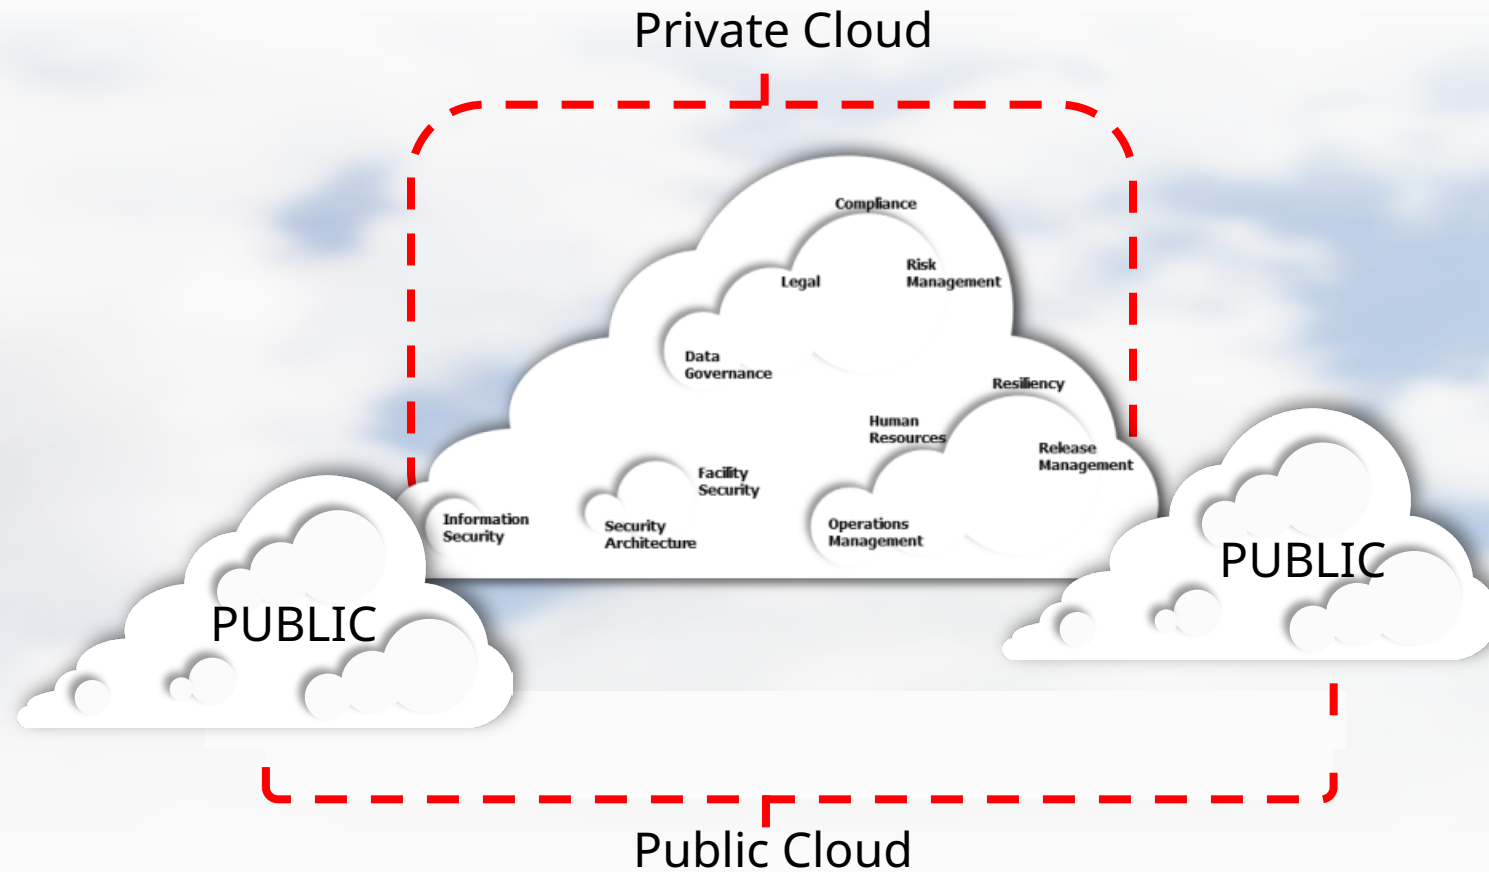 Private Cloud
Compliance
Risk
Management
Legal
Data
Governance
Resiliency
Human
Resources
Release
Management
Facility
Security
Information
Security
Security
Architecture
Operations
Management
PUBLIC
PUBLIC
Public Cloud